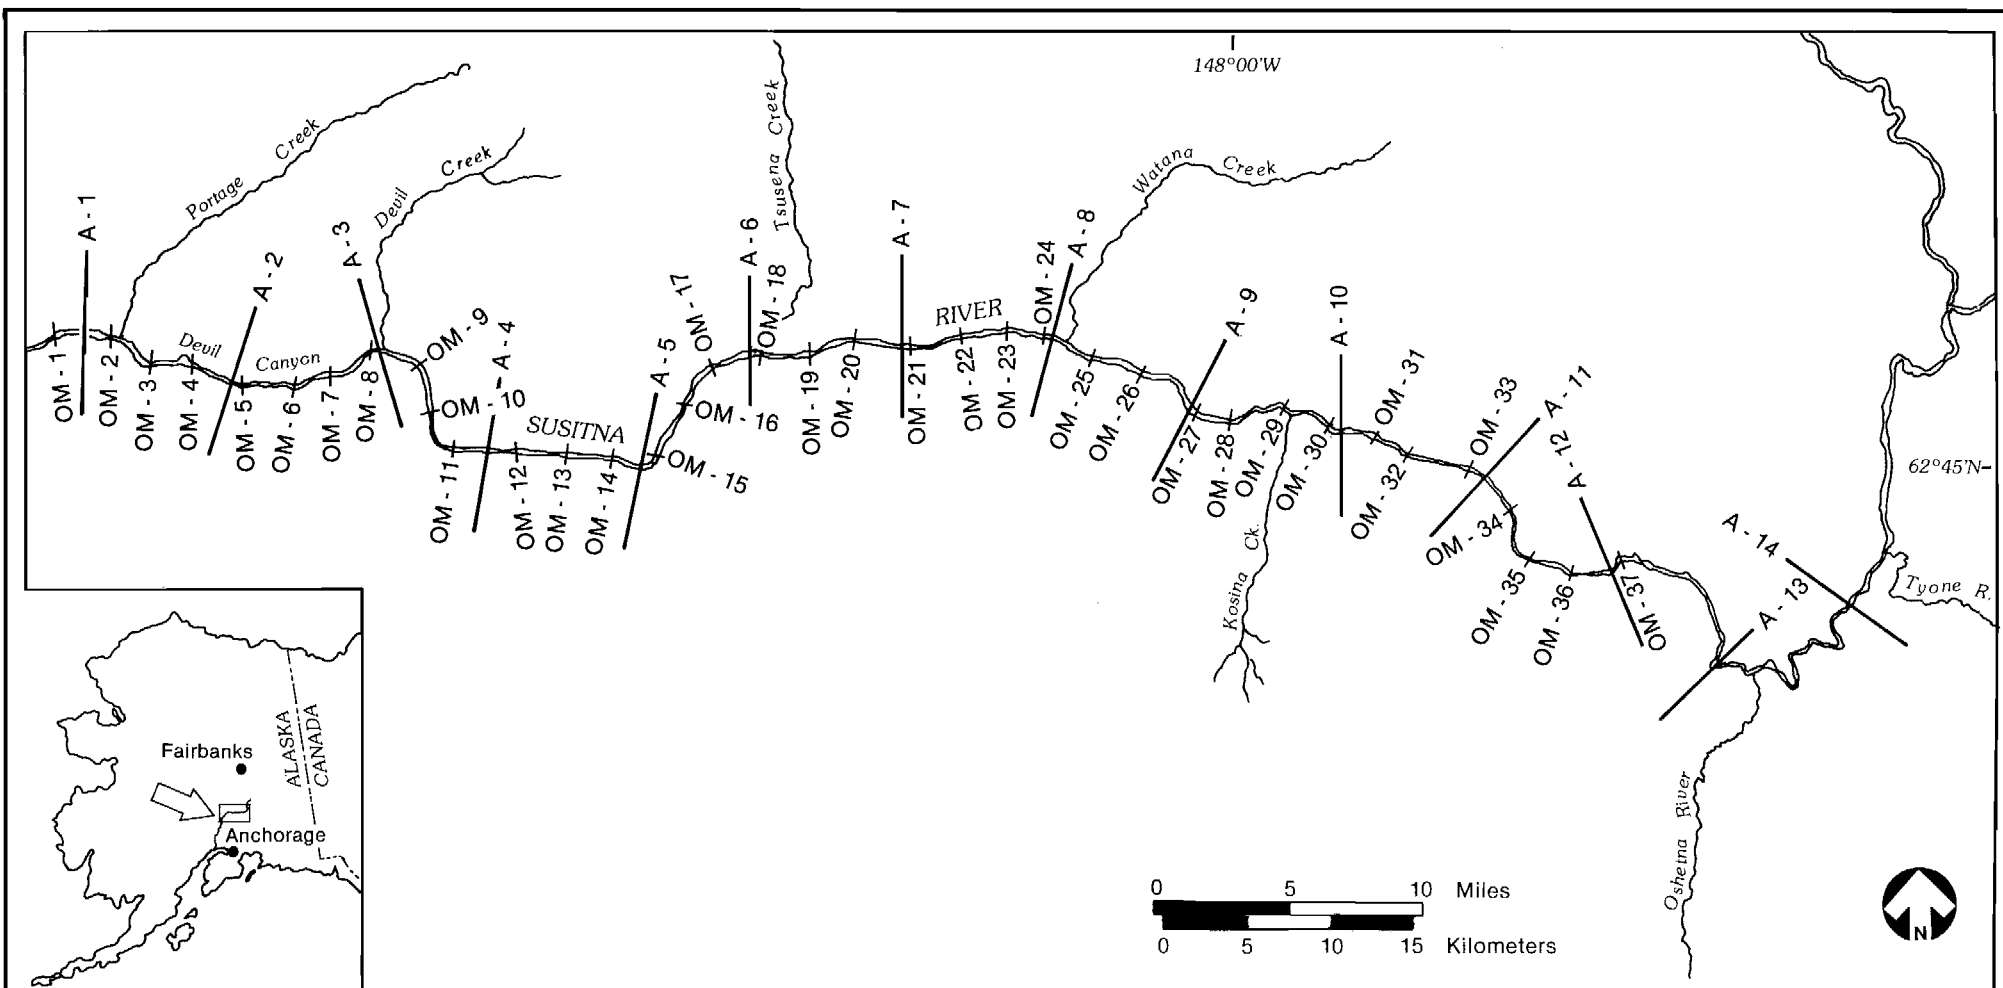 148°00'W
Portage Creek
Devil Creek
Tsusena Creek
Watana Creek
A - 1
A - 2
A - 3
A - 4
A - 5
A - 6
A - 7
A - 8
A - 9
A - 10
A - 11
A - 12
A - 13
A - 14
Devil Canyon
SUSITNA RIVER
OM - 1
OM - 2
OM - 3
OM - 4
OM - 5
OM - 6
OM - 7
OM - 8
OM - 9
OM - 10
OM - 11
OM - 12
OM - 13
OM - 14
OM - 15
OM - 16
OM - 17
OM - 18
OM - 19
OM - 20
OM - 21
OM - 22
OM - 23
OM - 24
OM - 25
OM - 26
OM - 27
OM - 28
OM - 29
OM - 30
OM - 31
OM - 32
OM - 33
OM - 34
OM - 35
OM - 36
OM - 37
62°45'N
Kosina Ck.
Tyone R.
Oshetna River
ALASKA
CANADA
Fairbanks
Anchorage
0 5 10 Miles
0 5 10 15 Kilometers
N